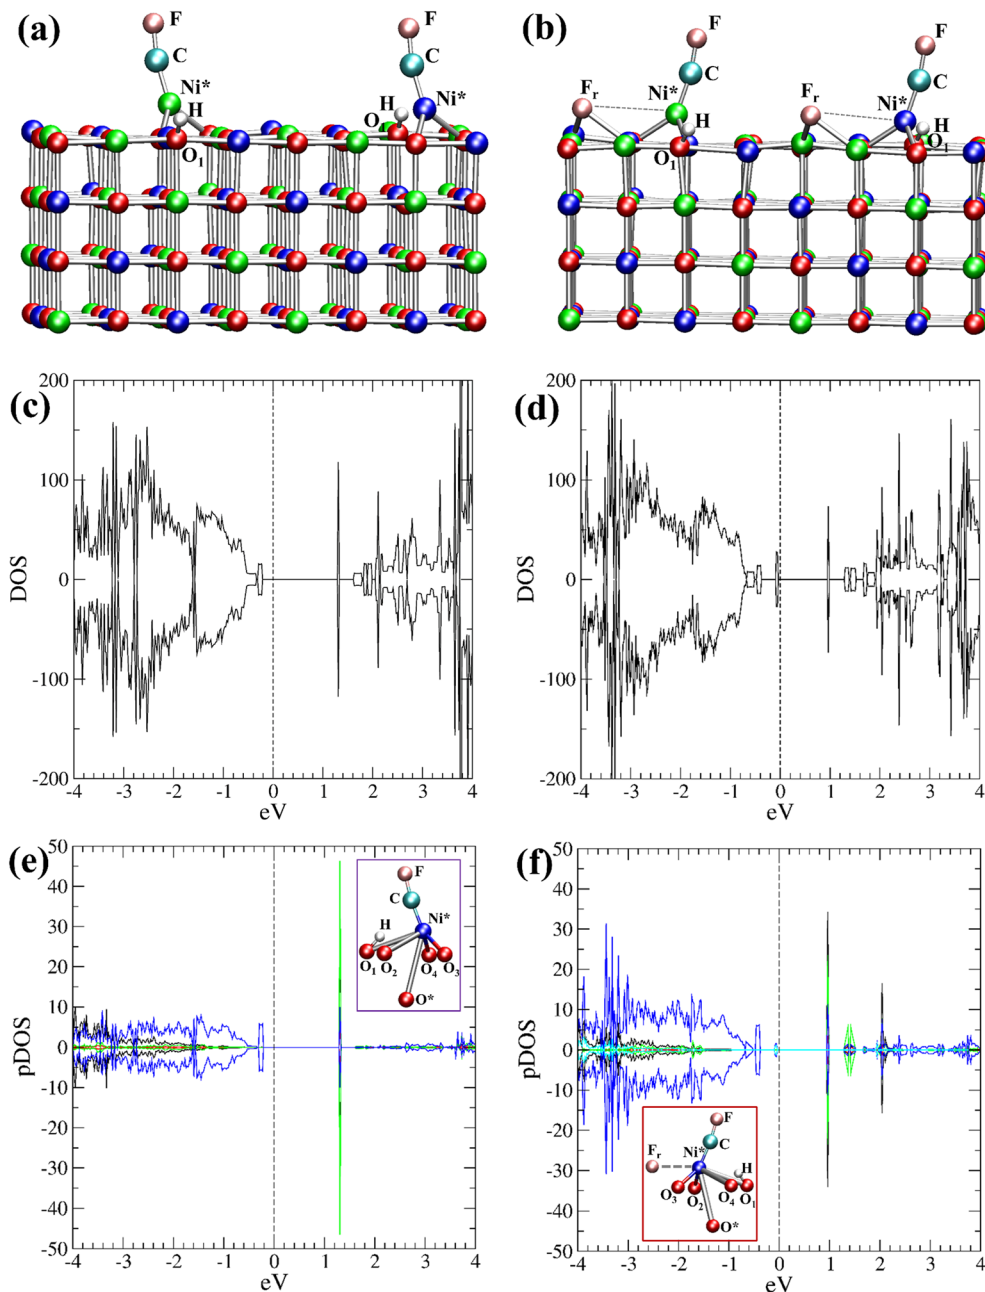 (a)
F
C
Ni*
H
O₁
F
C
Ni*
H
O
(b)
F
C
Ni*
Fᵣ
H
O₁
F
C
Ni*
Fᵣ
H
O₁
(c)
200
100
0
-100
-200
DOS
-4 -3 -2 -1 0 1 2 3 4
eV
(d)
200
100
0
-100
-200
DOS
-4 -3 -2 -1 0 1 2 3 4
eV
(e)
50
40
30
20
10
0
-10
-20
-30
-40
-50
pDOS
F
C
Ni*
H
O₁ O₂ O₄ O₃
O*
-4 -3 -2 -1 0 1 2 3 4
eV
(f)
50
40
30
20
10
0
-10
-20
-30
-40
-50
pDOS
F
C
Ni*
Fᵣ
H
O₃ O₂ O₄ O₁
O*
-4 -3 -2 -1 0 1 2 3 4
eV